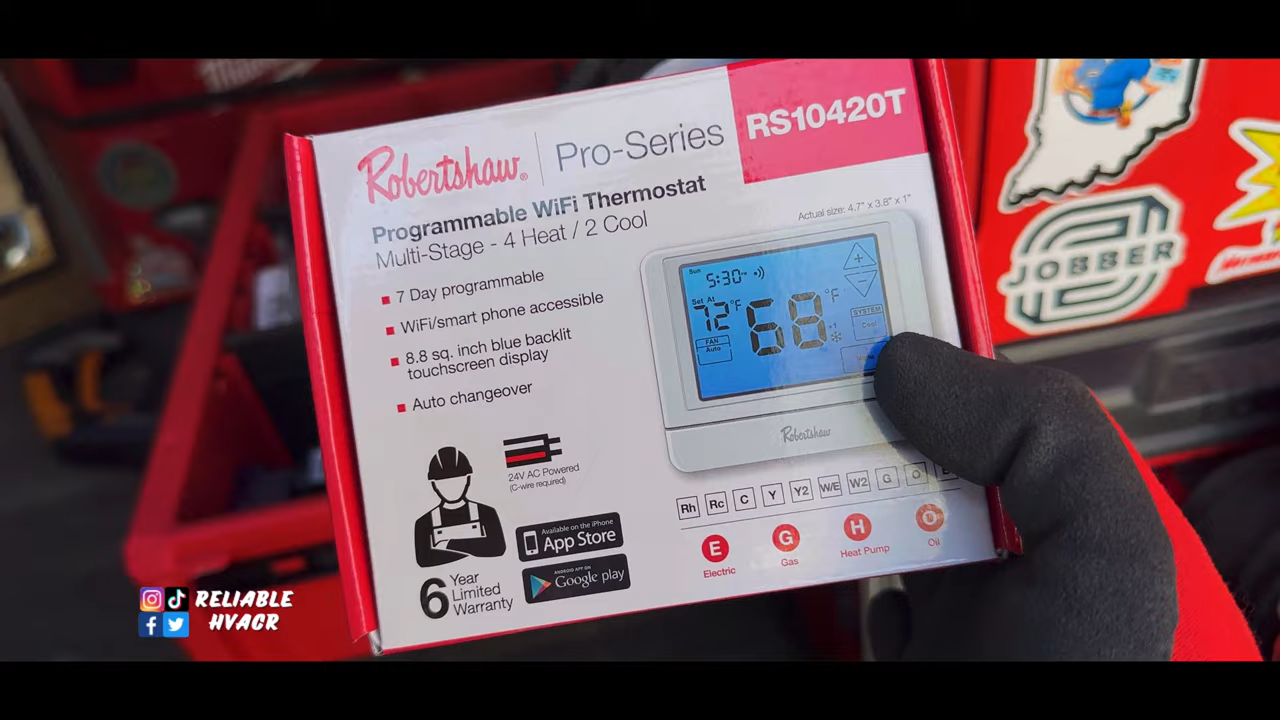 Robertshaw®
Pro-Series
RS10420T
Programmable WiFi Thermostat
Multi-Stage - 4 Heat / 2 Cool
7 Day programmable
WiFi/smart phone accessible
8.8 sq. inch blue backlit
touchscreen display
Auto changeover
Actual size: 4.7" x 3.8" x 1"
Sun
5:30
Set At
72°F
68°F
+
−
SYSTEM
Cool
FAN
Auto
+1
Robertshaw
24V AC Powered
(C-wire required)
Available on the iPhone
App Store
ANDROID APP ON
Google play
6 Year
Limited
Warranty
Rh Rc C Y Y2 W/E W2 G O
E G H O
Electric Gas Heat Pump Oil
JOBBER
RELIABLE
HVACR